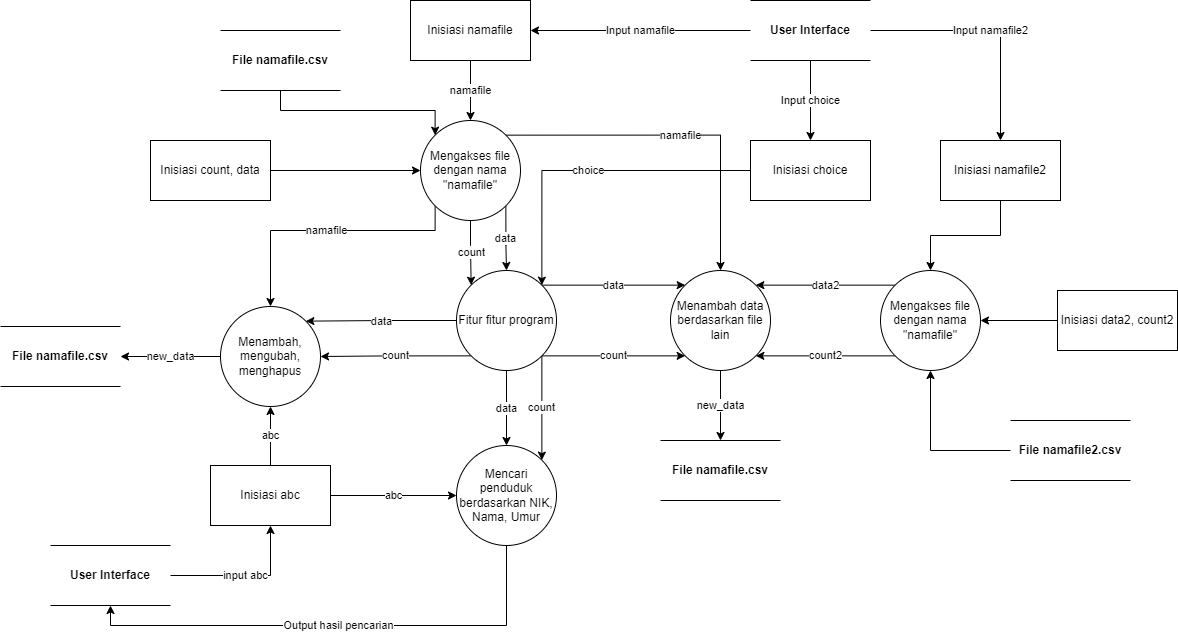 Inisiasi namafile
Input namafile
User Interface
Input namafile2
File namafile.csv
namafile
Input choice
namafile
Inisiasi count, data
Mengakses file
dengan nama
"namafile"
choice
Inisiasi choice
Inisiasi namafile2
namafile
count
data
data
data2
Fitur fitur program
Menambah data
berdasarkan file
lain
Mengakses file
dengan nama
"namafile"
Inisiasi data2, count2
data
File namafile.csv
new_data
Menambah,
mengubah,
menghapus
count
count
count2
data
count
new_data
abc
File namafile.csv
File namafile2.csv
Inisiasi abc
abc
Mencari
penduduk
berdasarkan NIK,
Nama, Umur
User Interface
input abc
Output hasil pencarian